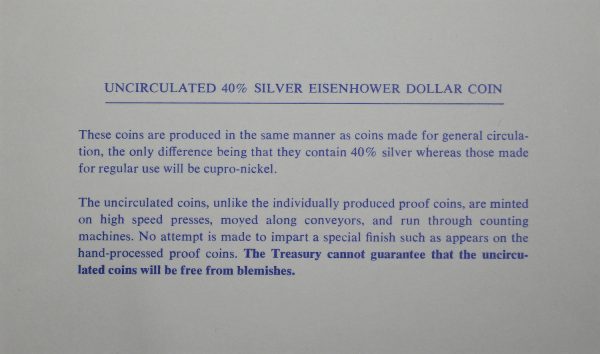 UNCIRCULATED 40% SILVER EISENHOWER DOLLAR COIN
These coins are produced in the same manner as coins made for general circula-
tion, the only difference being that they contain 40% silver whereas those made
for regular use will be cupro-nickel.
The uncirculated coins, unlike the individually produced proof coins, are minted
on high speed presses, moved along conveyors, and run through counting
machines. No attempt is made to impart a special finish such as appears on the
hand-processed proof coins. The Treasury cannot guarantee that the uncircu-
lated coins will be free from blemishes.